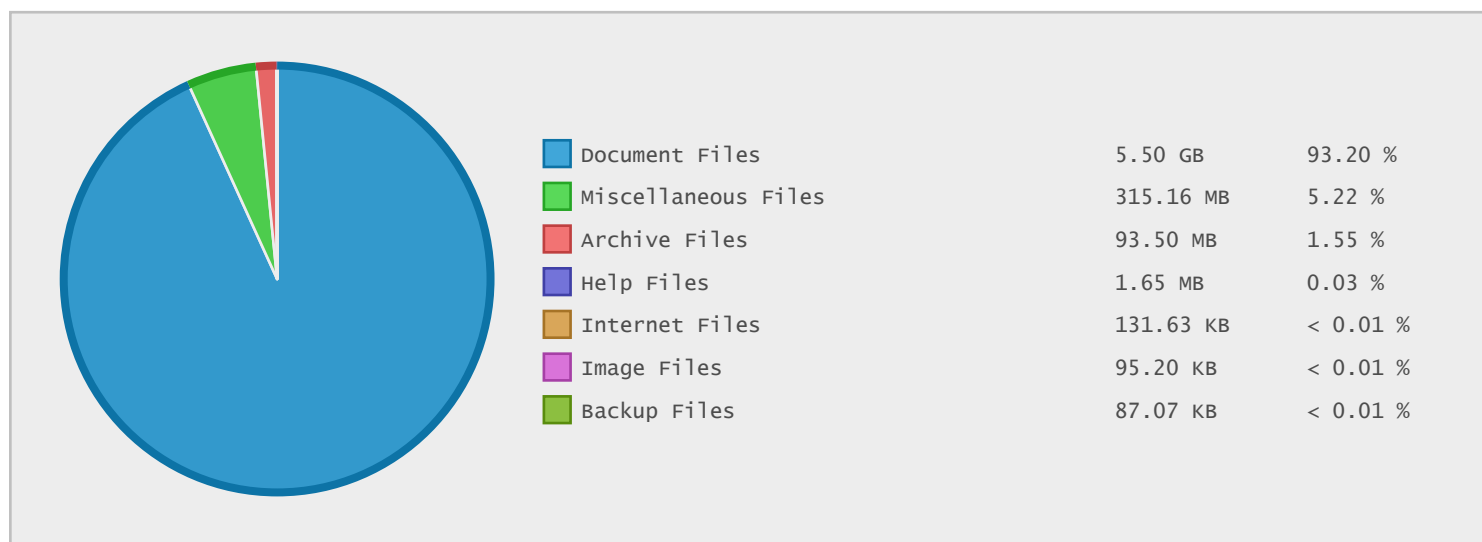 Document Files 5.50 GB 93.20 %
Miscellaneous Files 315.16 MB 5.22 %
Archive Files 93.50 MB 1.55 %
Help Files 1.65 MB 0.03 %
Internet Files 131.63 KB < 0.01 %
Image Files 95.20 KB < 0.01 %
Backup Files 87.07 KB < 0.01 %